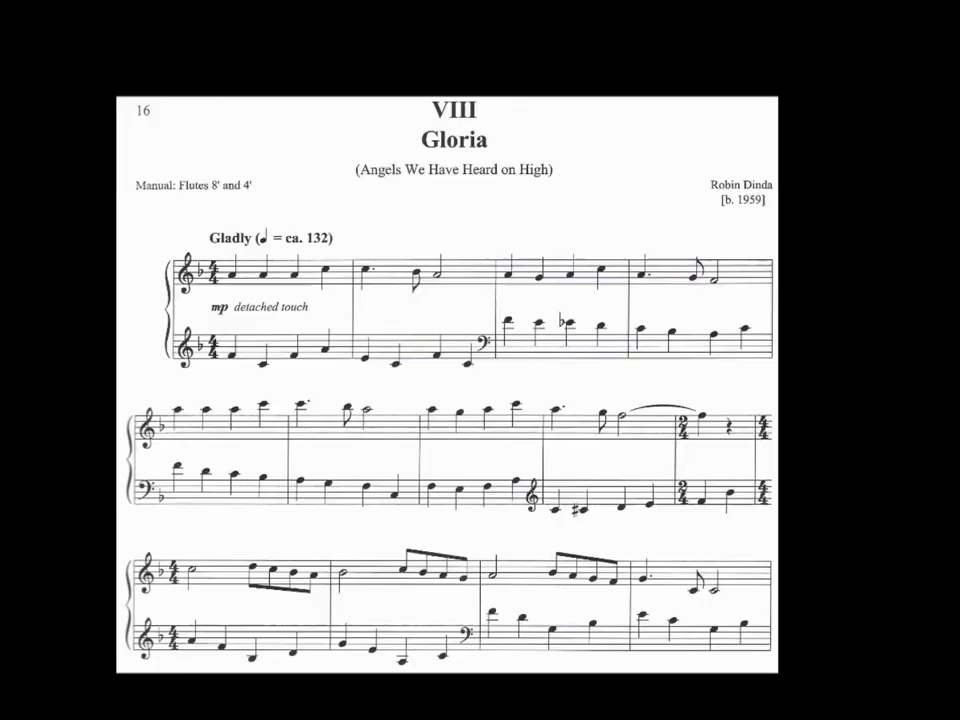 16
VIII
Gloria
(Angels We Have Heard on High)
Manual: Flutes 8' and 4'
Robin Dinda
[b. 1959]
Gladly (♩ = ca. 132)
mp detached touch